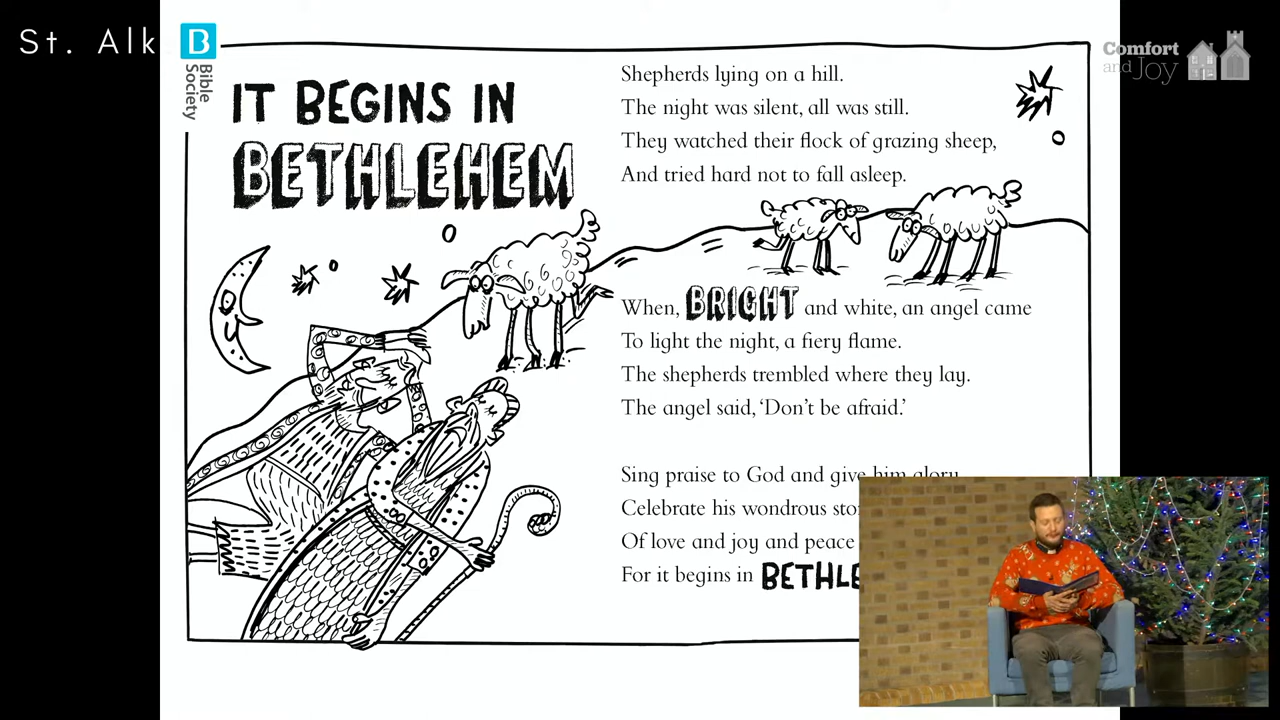 St. Alk
B
Bible
Society
Comfort
and Joy
IT BEGINS IN
BETHLEHEM
Shepherds lying on a hill.
The night was silent, all was still.
They watched their flock of grazing sheep,
And tried hard not to fall asleep.
When, BRIGHT and white, an angel came
To light the night, a fiery flame.
The shepherds trembled where they lay.
The angel said, ‘Don’t be afraid.’
Sing praise to God and give him glory
Celebrate his wondrous sto
Of love and joy and peace
For it begins in BETHLE